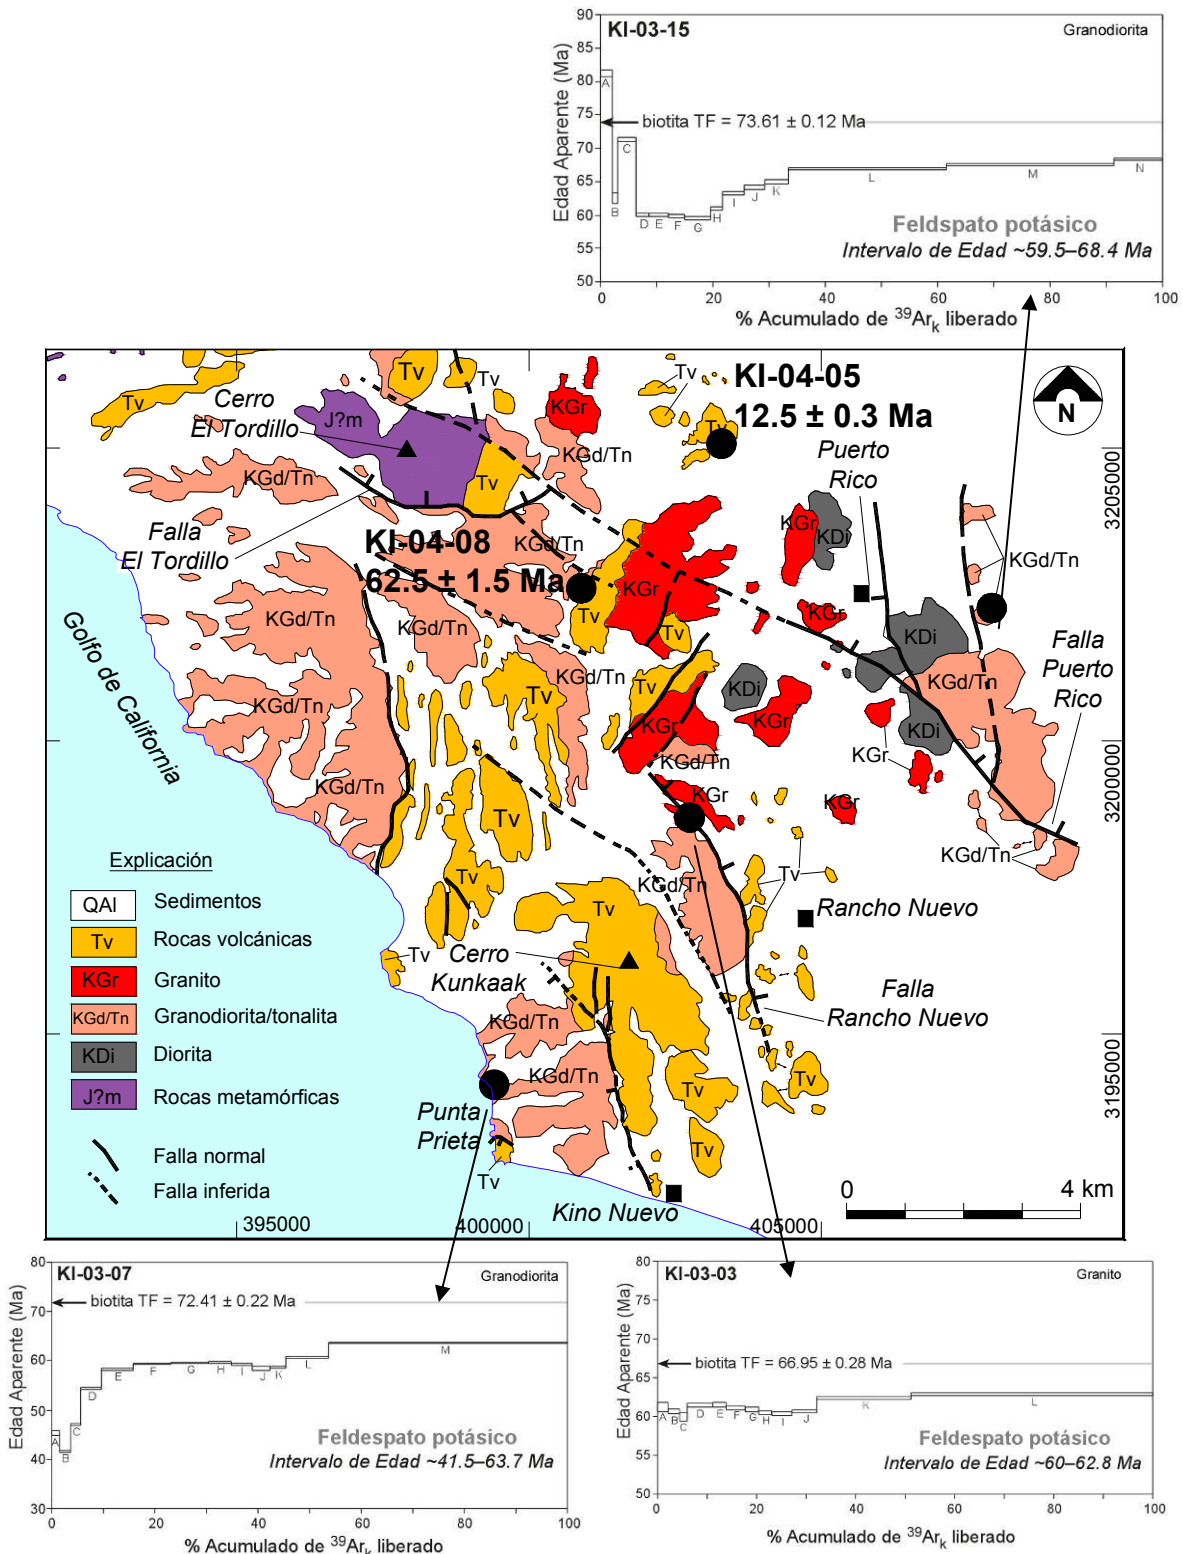 KI-03-15
Granodiorita
Edad Aparente (Ma)
90
85
80
75
70
65
60
55
50
A
B
C
D
E
F
G
H
I
J
K
L
M
N
biotita TF = 73.61 ± 0.12 Ma
Feldspato potásico
Intervalo de Edad ~59.5–68.4 Ma
0
20
40
60
80
100
% Acumulado de ³⁹Arₖ liberado
Tv
Tv
Tv
Cerro
El Tordillo
J?m
KGr
Tv
KI-04-05
12.5 ± 0.3 Ma
Tv
N
KGd/Tn
KGd/Tn
Tv
Puerto
Rico
3205000
Falla
El Tordillo
KI-04-08
62.5 ± 1.5 Ma
KGd/Tn
KGr
KDi
KGd/Tn
KGr
Tv
KGr
Tv
KDi
KGd/Tn
KGd/Tn
KGd/Tn
Falla
Puerto
Rico
Golfo de California
KGd/Tn
Tv
Tv
KDi
KGr
KGr
KGd/Tn
KDi
KGr
KGd/Tn
KGd/Tn
KGr
KGr
3200000
Tv
KGd/Tn
Explicación
QAl
Sedimentos
Tv
Rocas volcánicas
KGr
Granito
KGd/Tn
Granodiorita/tonalita
KDi
Diorita
J?m
Rocas metamórficas
Falla normal
Falla inferida
Tv
KGd/Tn
Tv
Tv
Rancho Nuevo
Tv
Cerro
Kunkaak
Falla
Rancho Nuevo
KGd/Tn
KGd/Tn
Tv
Tv
3195000
Punta
Prieta
Tv
Tv
Kino Nuevo
0
4 km
395000
400000
405000
KI-03-07
Granodiorita
Edad Aparente (Ma)
80
70
60
50
40
30
biotita TF = 72.41 ± 0.22 Ma
A
B
C
D
E
F
G
H
I
J
K
L
M
Feldespato potásico
Intervalo de Edad ~41.5–63.7 Ma
0
20
40
60
80
100
% Acumulado de ³⁹Arₖ liberado
KI-03-03
Granito
Edad Aparente (Ma)
80
75
70
65
60
55
50
biotita TF = 66.95 ± 0.28 Ma
A
B
C
D
E
F
G
H
I
J
K
L
Feldespato potásico
Intervalo de Edad ~60–62.8 Ma
0
20
40
60
80
100
% Acumulado de ³⁹Arₖ liberado